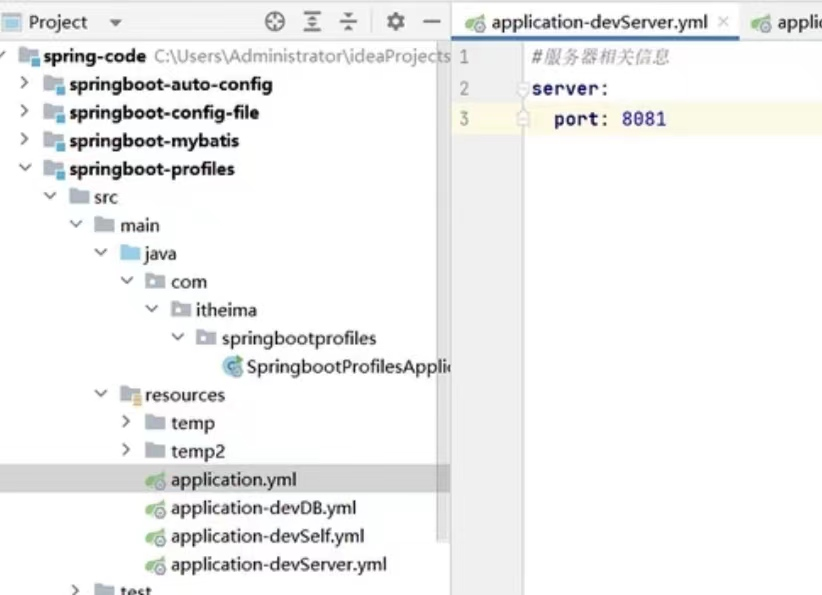 Project
application-devServer.yml
spring-code C:\Users\Administrator\ideaProjects
springboot-auto-config
springboot-config-file
springboot-mybatis
springboot-profiles
src
main
java
com
itheima
springbootprofiles
SpringbootProfilesApplic
resources
temp
temp2
application.yml
application-devDB.yml
application-devSelf.yml
application-devServer.yml
test
1 #服务器相关信息
2 server:
3 port: 8081